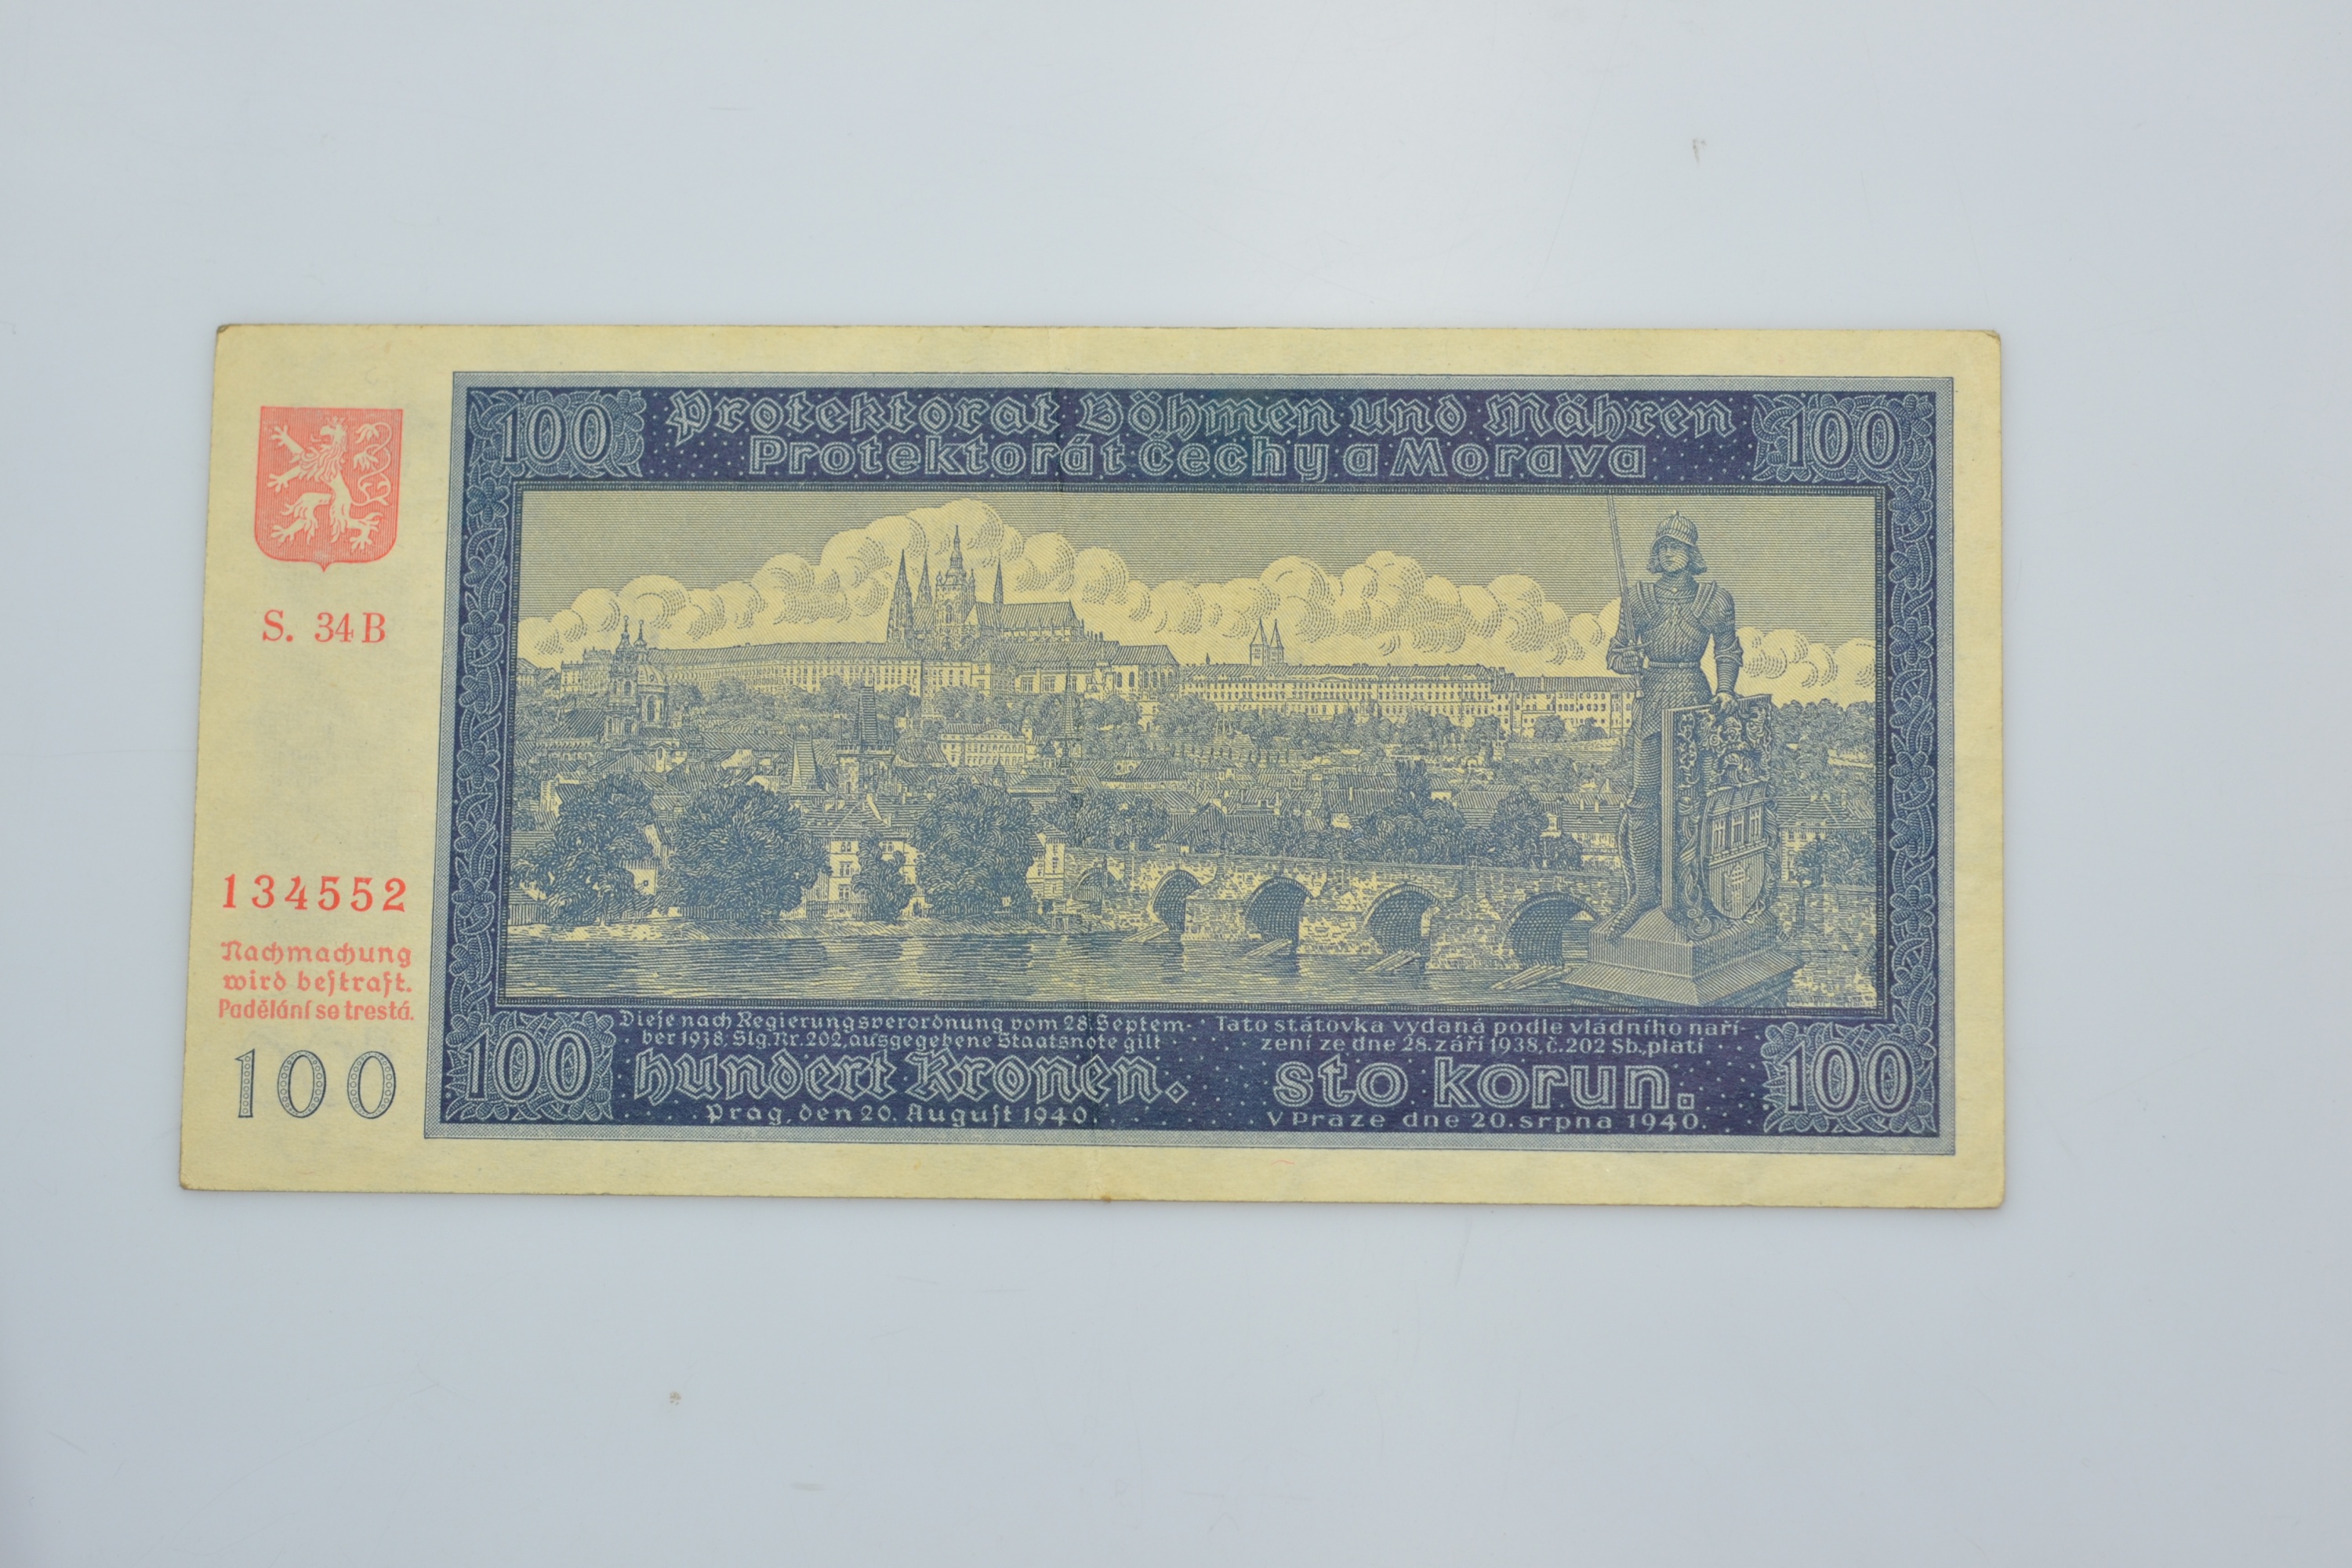 100 Protektorat Böhmen und Mähren 100
Protektorát Čechy a Morava
S. 34B
134552
Nachmachung
wird bestraft.
Padělání se trestá.
100
Diese nach Regierungsverordnung vom 28. Septem-
ber 1938, Slg. Nr. 202, ausgegebene Staatsnote gilt
100 hundert Kronen.
Prag, den 20. August 1940.
Tato státovka vydaná podle vládního naří-
zení ze dne 28. září 1938, č. 202 Sb., platí
sto korun. 100
V Praze dne 20. srpna 1940.